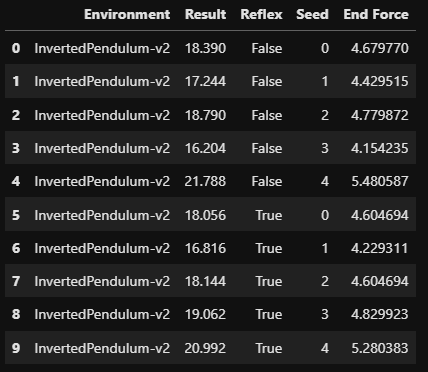 Environment Result Reflex Seed End Force
0 InvertedPendulum-v2 18.390 False 0 4.679770
1 InvertedPendulum-v2 17.244 False 1 4.429515
2 InvertedPendulum-v2 18.790 False 2 4.779872
3 InvertedPendulum-v2 16.204 False 3 4.154235
4 InvertedPendulum-v2 21.788 False 4 5.480587
5 InvertedPendulum-v2 18.056 True 0 4.604694
6 InvertedPendulum-v2 16.816 True 1 4.229311
7 InvertedPendulum-v2 18.144 True 2 4.604694
8 InvertedPendulum-v2 19.062 True 3 4.829923
9 InvertedPendulum-v2 20.992 True 4 5.280383